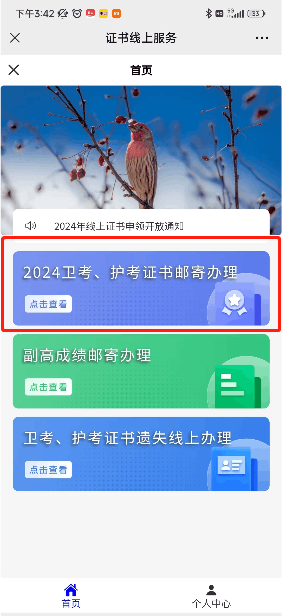 下午3:42
证书线上服务
首页
2024年线上证书申领开放通知
2024卫考、护考证书邮寄办理
点击查看
副高成绩邮寄办理
点击查看
卫考、护考证书遗失线上办理
点击查看
首页
个人中心